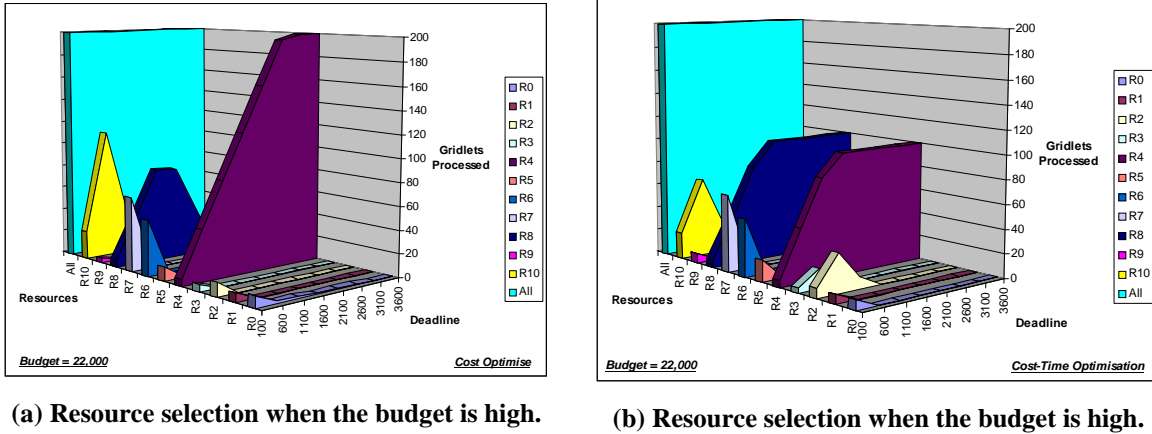 200
180
160
140
120
100
80
60
40
20
0
Gridlets
Processed
R0
R1
R2
R3
R4
R5
R6
R7
R8
R9
R10
All
All
R10
R9
R8
R7
R6
R5
R4
R3
R2
R1
R0
100
600
1100
1600
2100
2600
3100
3600
Resources
Deadline
Budget = 22,000
Cost Optimise
(a) Resource selection when the budget is high.
200
180
160
140
120
100
80
60
40
20
0
Gridlets
Processed
R0
R1
R2
R3
R4
R5
R6
R7
R8
R9
R10
All
All
R10
R9
R8
R7
R6
R5
R4
R3
R2
R1
R0
100
600
1100
1600
2100
2600
3100
3600
Resources
Deadline
Budget = 22,000
Cost-Time Optimisation
(b) Resource selection when the budget is high.